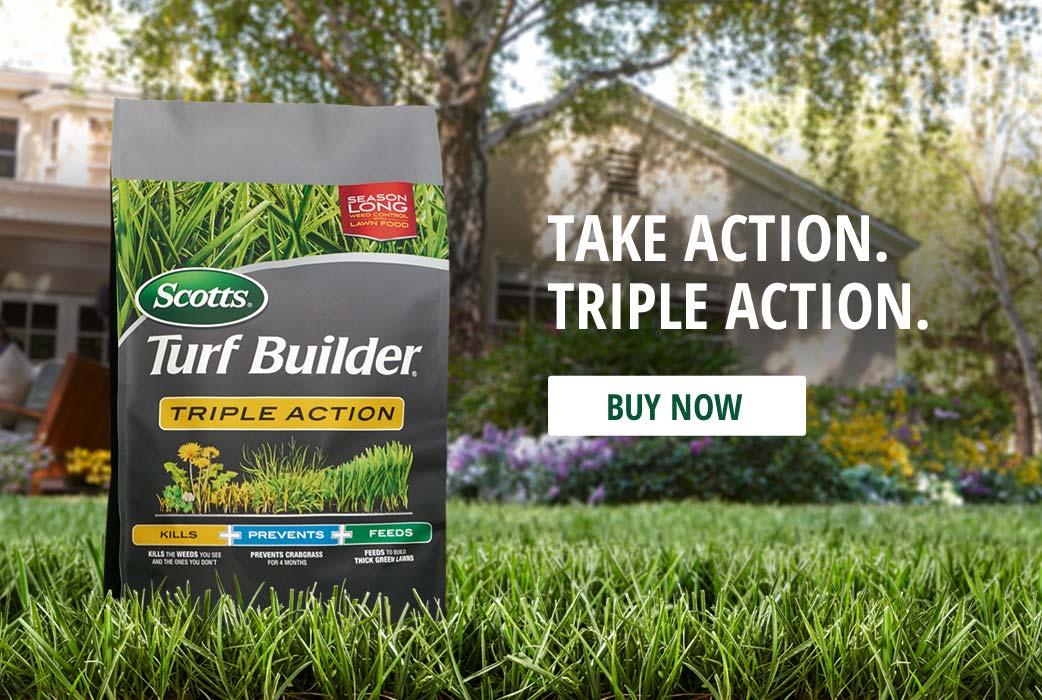 SEASON
LONG
WEED CONTROL
LAWN FOOD
Scotts®
Turf Builder®
TRIPLE ACTION
KILLS + PREVENTS + FEEDS
KILLS THE WEEDS YOU SEE
AND THE ONES YOU DON'T
PREVENTS CRABGRASS
FOR 4 MONTHS
FEEDS TO BUILD
THICK GREEN LAWNS
TAKE ACTION.
TRIPLE ACTION.
BUY NOW